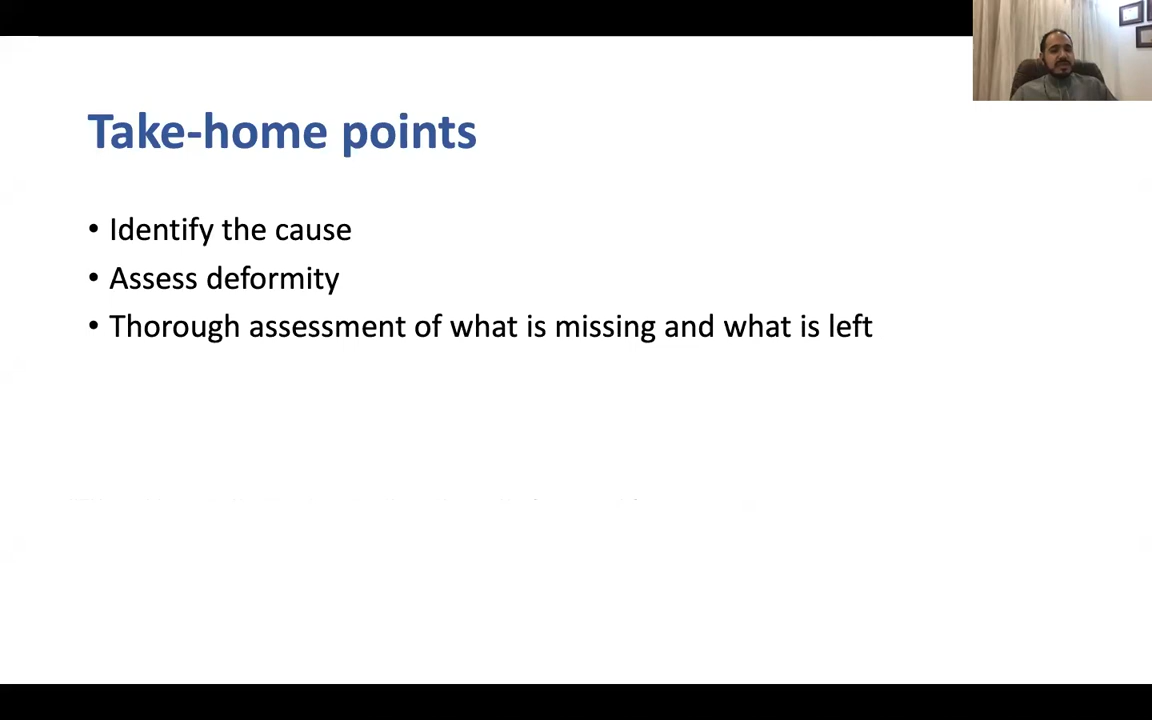 Take-home points
• Identify the cause
• Assess deformity
• Thorough assessment of what is missing and what is left